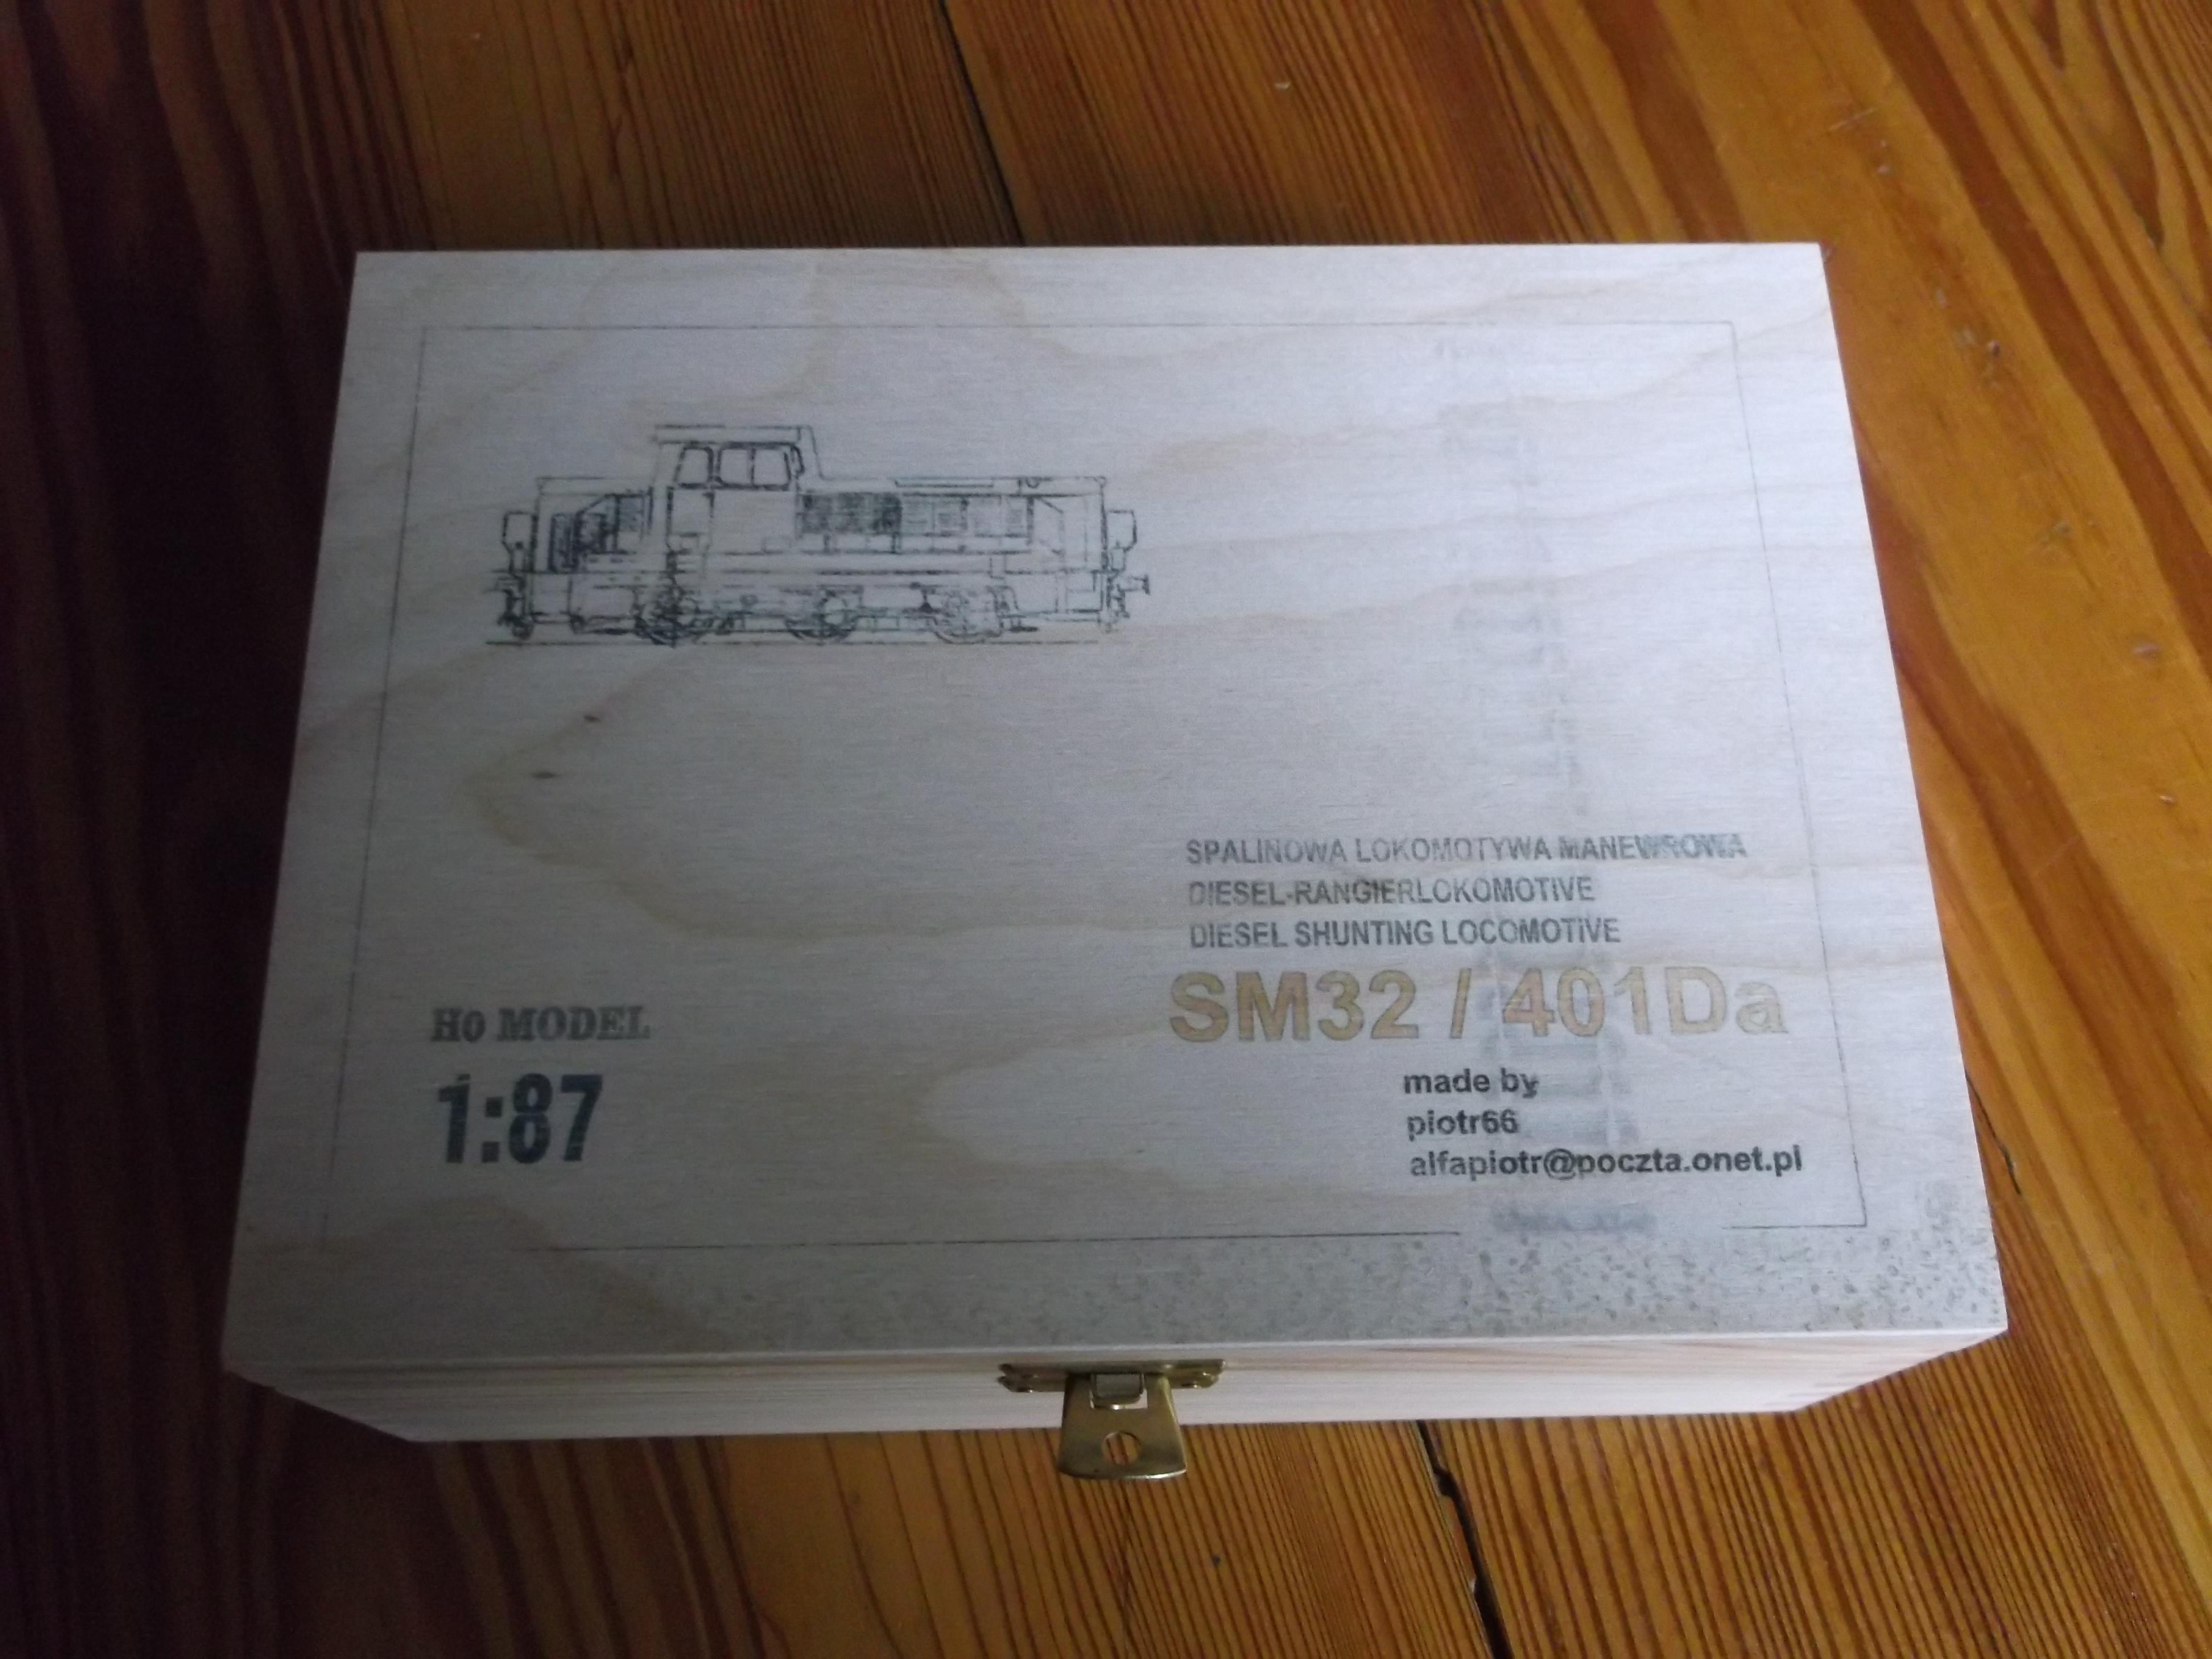 SPALINOWA LOKOMOTYWA MANEWROWA
DIESEL-RANGIERLOKOMOTIVE
DIESEL SHUNTING LOCOMOTIVE
SM32 / 401Da
H0 MODEL
1:87
made by
piotr66
alfapiotr@poczta.onet.pl